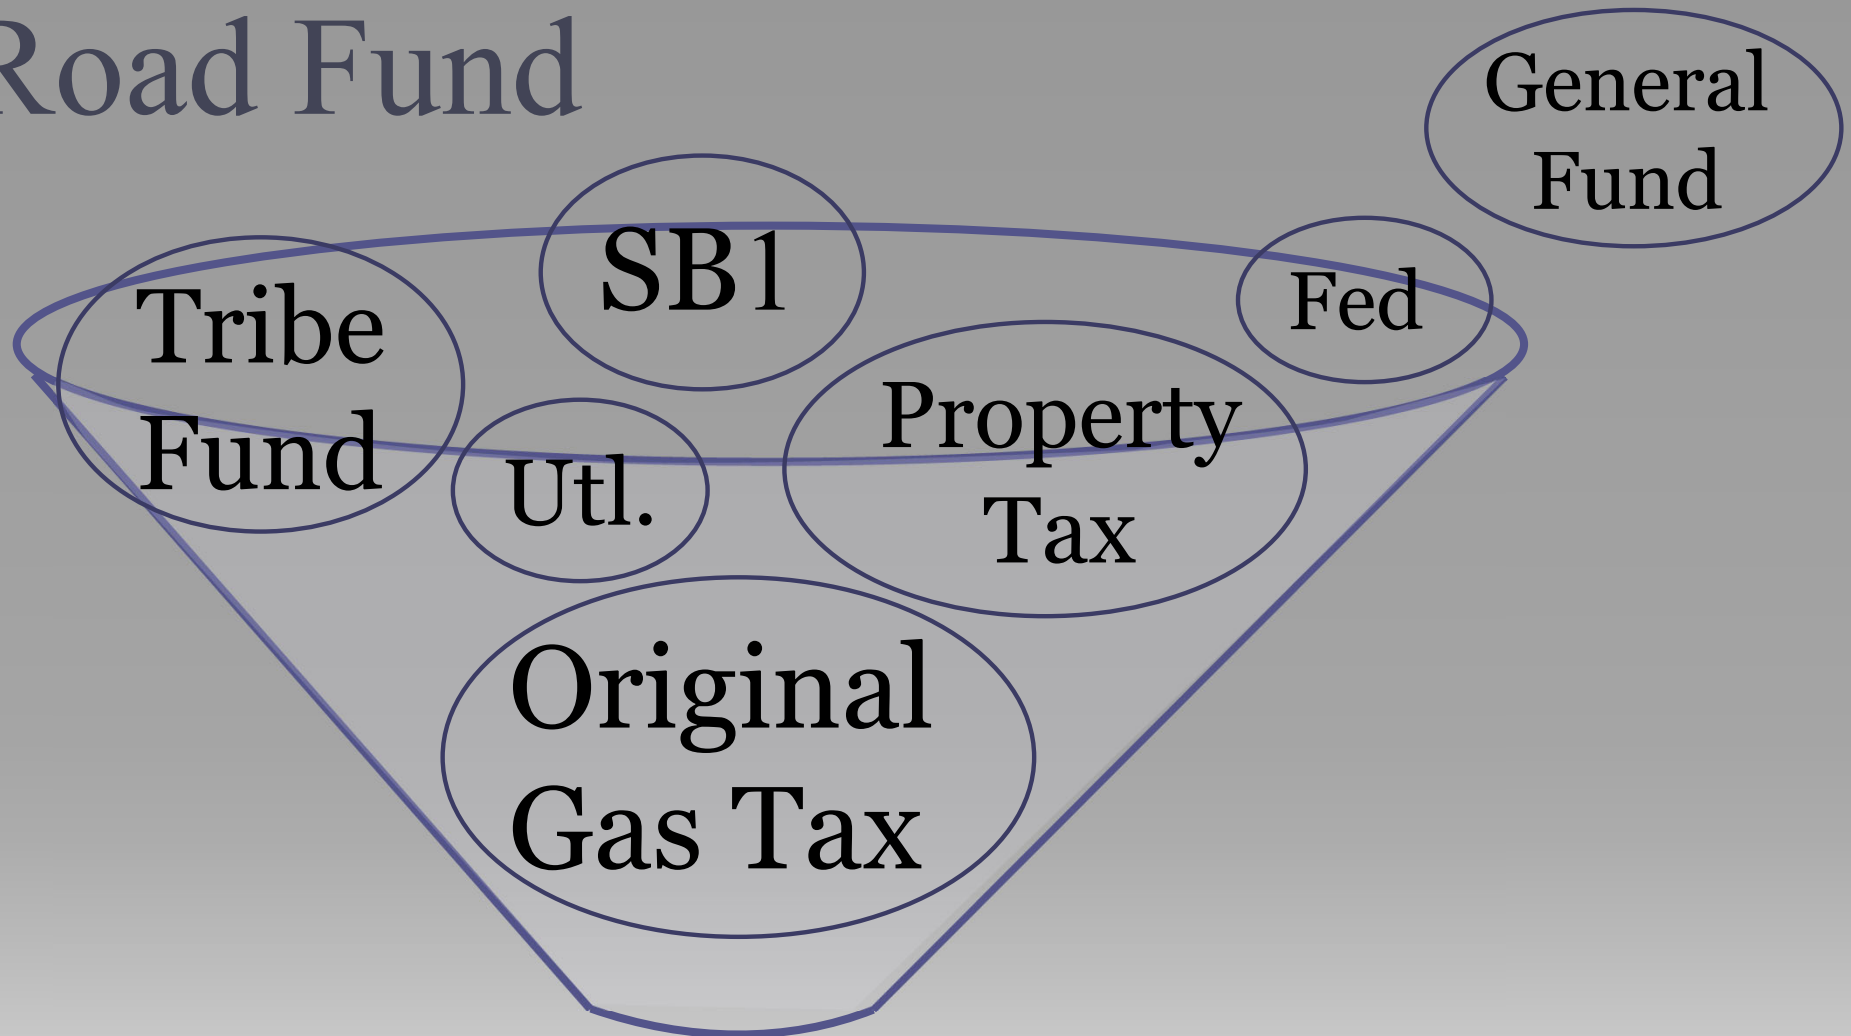 Road Fund
General
Fund
SB1
Fed
Tribe
Fund
Property
Tax
Utl.
Original
Gas Tax